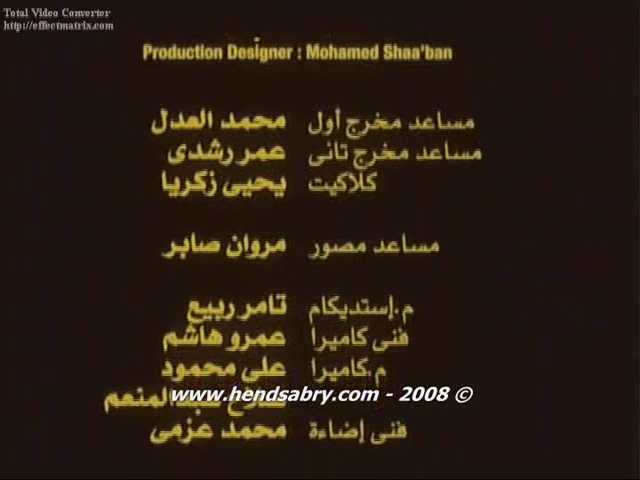 Total Video Converter
http://effectmatrix.com
Production Designer : Mohamed Shaa'ban
مساعد مخرج أول محمد العدل
مساعد مخرج تانى عمر رشدى
كلاكيت يحيى زكريا
مساعد مصور مروان صابر
م.إستديكام تامر ربيع
فنى كاميرا عمرو هاشم
م.كاميرا على محمود
www.hendsabry.com - 2008 ©
المنعم
فنى إضاءة محمد عزمى